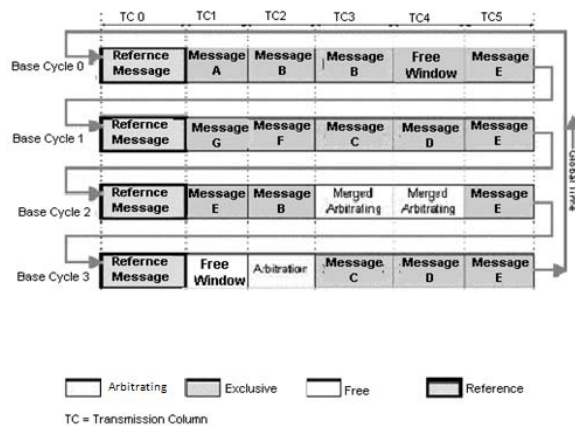 TC 0 TC1 TC2 TC3 TC4 TC5
Base Cycle 0 Refernce Message Message A Message B Message B Free Window Message E
Base Cycle 1 Refernce Message Message G Message F Message C Message D Message E
Base Cycle 2 Refernce Message Message E Message B Merged Arbitrating Merged Arbitrating Message E
Base Cycle 3 Refernce Message Free Window Arbitration Message C Message D Message E
Global Time
Arbitrating Exclusive Free Reference
TC = Transmission Column